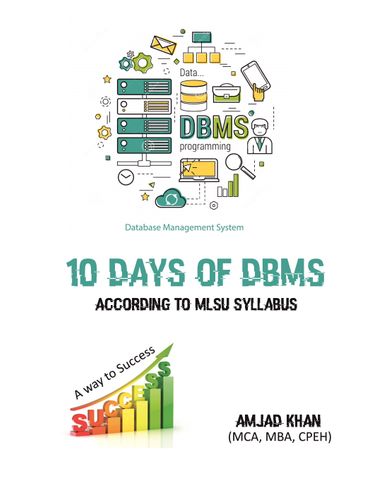 Data...
DBMS
programming
Database Management System
10 DAYS OF DBMS
ACCORDING TO MLSU SYLLABUS
A way to Success
SUCCESS
AMJAD KHAN
(MCA, MBA, CPEH)